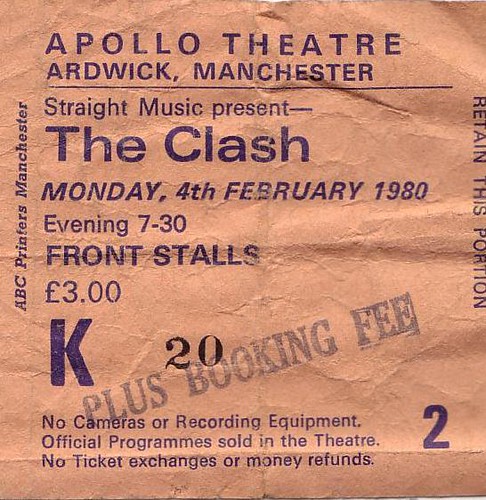 APOLLO THEATRE
ARDWICK, MANCHESTER
Straight Music present—
The Clash
MONDAY, 4th FEBRUARY 1980
Evening 7-30
FRONT STALLS
£3.00
K 20
PLUS BOOKING FEE
No Cameras or Recording Equipment.
Official Programmes sold in the Theatre.
No Ticket exchanges or money refunds.
2
ABC Printers Manchester
RETAIN THIS PORTION